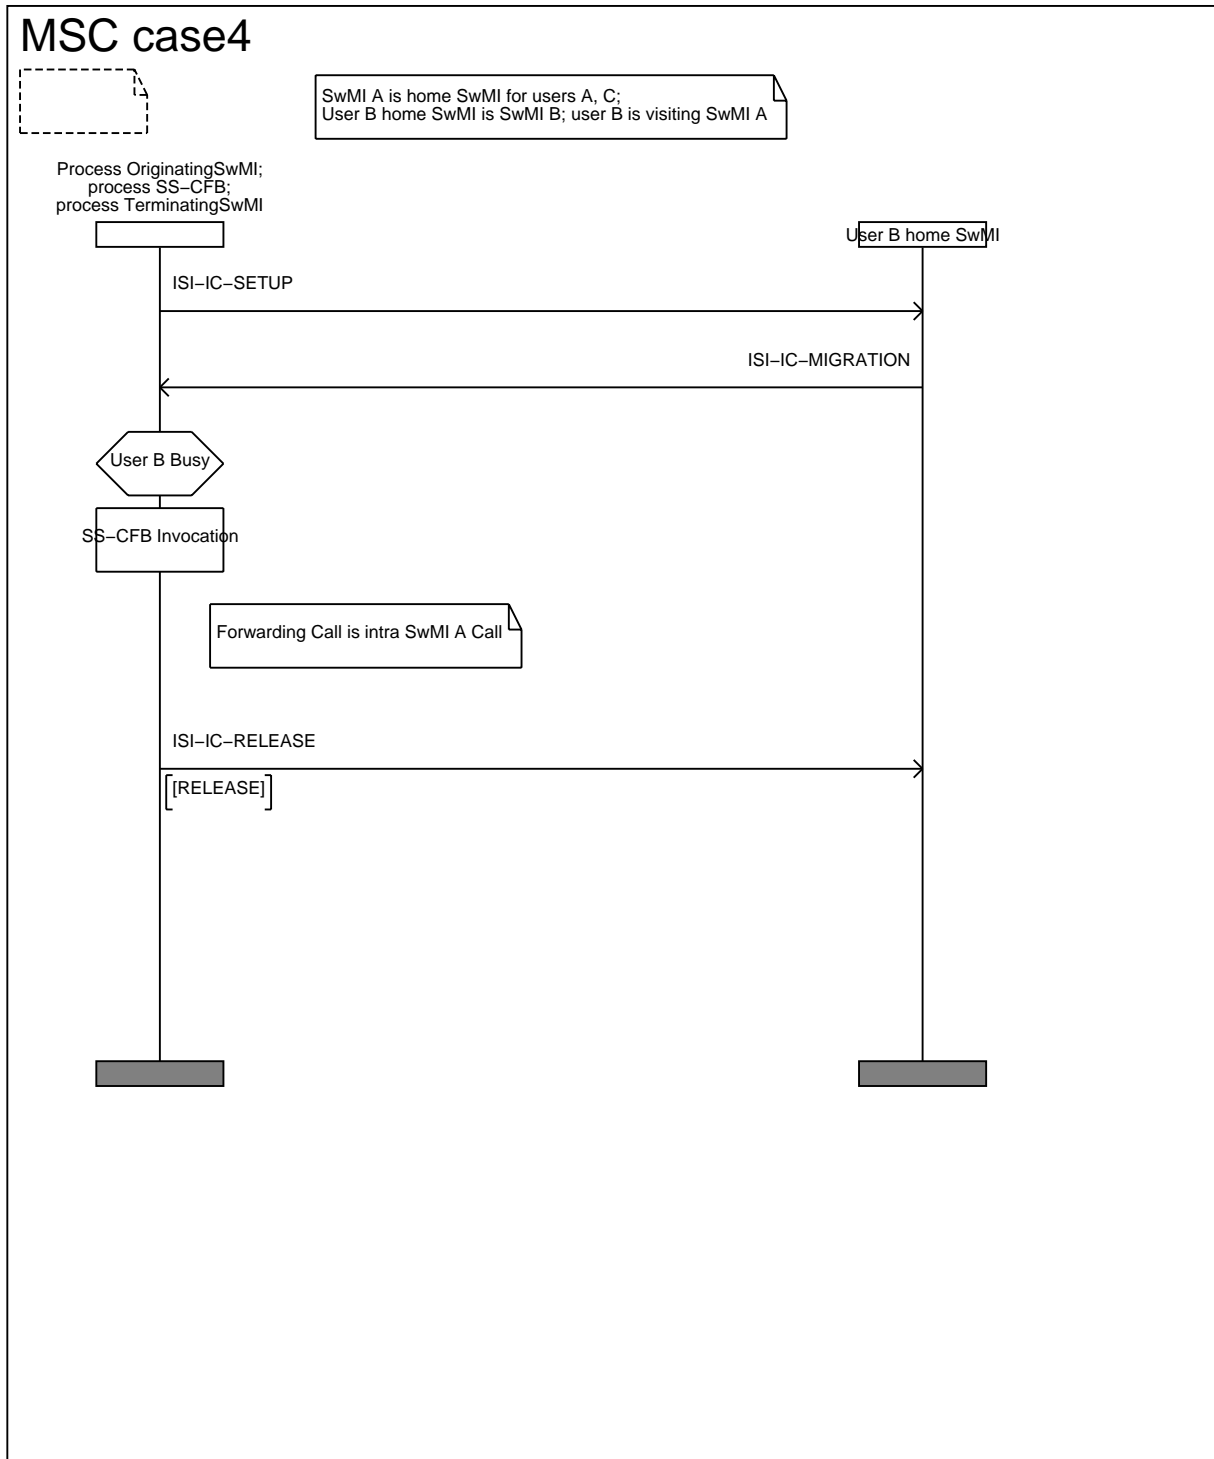 MSC case4
SwMI A is home SwMI for users A, C;
User B home SwMI is SwMI B; user B is visiting SwMI A
Process OriginatingSwMI;
process SS−CFB;
process TerminatingSwMI
User B home SwMI
ISI−IC−SETUP
ISI−IC−MIGRATION
User B Busy
SS−CFB Invocation
Forwarding Call is intra SwMI A Call
ISI−IC−RELEASE
[RELEASE]